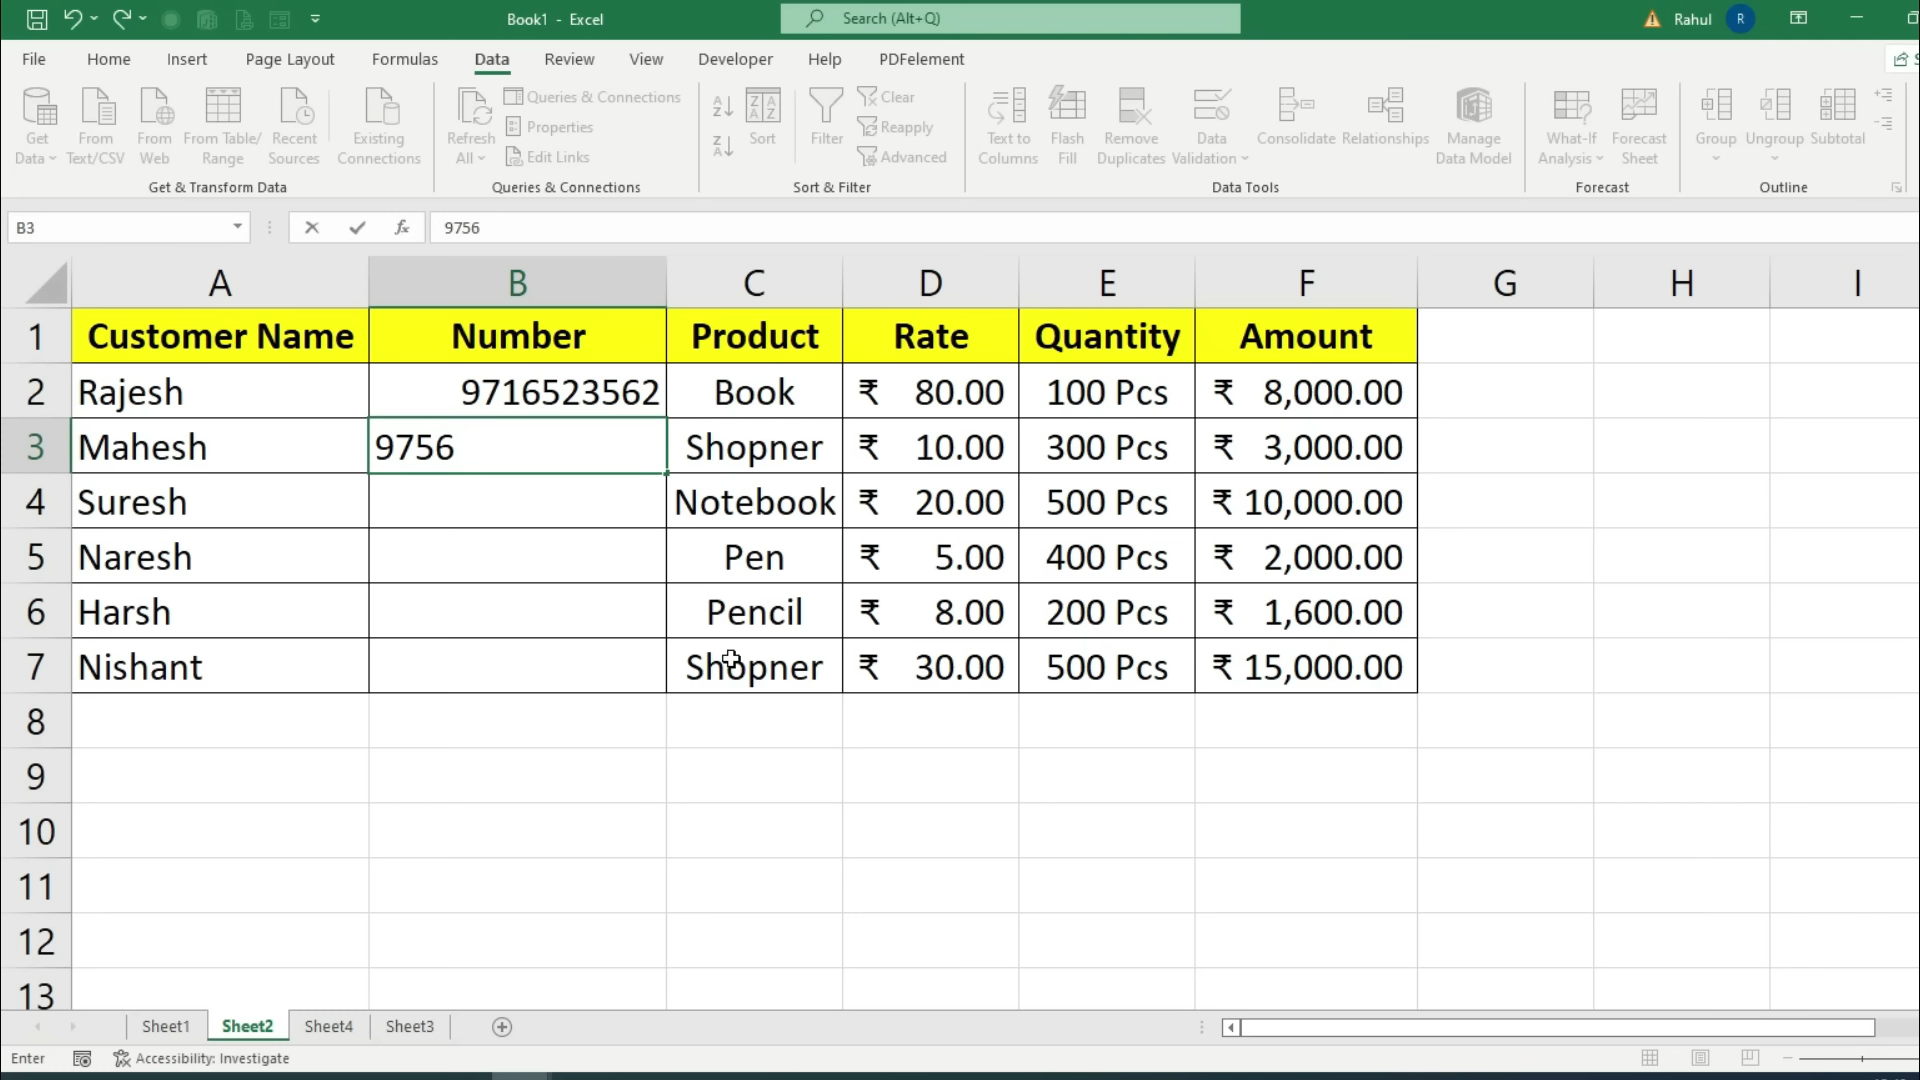 Book1 - Excel
Search (Alt+Q)
Rahul R
File Home Insert Page Layout Formulas Data Review View Developer Help PDFelement
Get Data
From Text/CSV
From Web
From Table/ Range
Recent Sources
Existing Connections
Get & Transform Data
Refresh All
Queries & Connections
Properties
Edit Links
Queries & Connections
Sort
Filter
Clear
Reapply
Advanced
Sort & Filter
Text to Columns
Flash Fill
Remove Duplicates
Data Validation
Consolidate
Relationships
Manage Data Model
Data Tools
What-If Analysis
Forecast Sheet
Forecast
Group
Ungroup
Subtotal
Outline
B3 fx 9756
A B C D E F G H I
1 Customer Name Number Product Rate Quantity Amount
2 Rajesh 9716523562 Book ₹ 80.00 100 Pcs ₹ 8,000.00
3 Mahesh 9756 Shopner ₹ 10.00 300 Pcs ₹ 3,000.00
4 Suresh Notebook ₹ 20.00 500 Pcs ₹ 10,000.00
5 Naresh Pen ₹ 5.00 400 Pcs ₹ 2,000.00
6 Harsh Pencil ₹ 8.00 200 Pcs ₹ 1,600.00
7 Nishant Shopner ₹ 30.00 500 Pcs ₹ 15,000.00
8
9
10
11
12
13
Sheet1 Sheet2 Sheet4 Sheet3
Enter Accessibility: Investigate